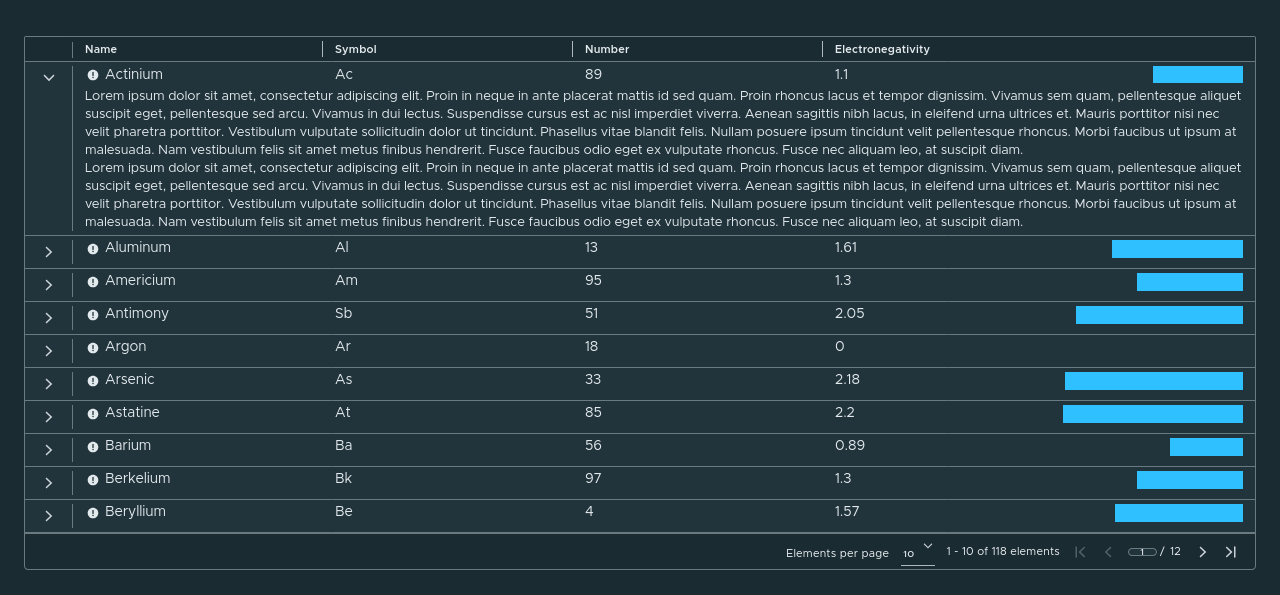 Name Symbol Number Electronegativity
Actinium Ac 89 1.1
Lorem ipsum dolor sit amet, consectetur adipiscing elit. Proin in neque in ante placerat mattis id sed quam. Proin rhoncus lacus et tempor dignissim. Vivamus sem quam, pellentesque aliquet
suscipit eget, pellentesque sed arcu. Vivamus in dui lectus. Suspendisse cursus est ac nisl imperdiet viverra. Aenean sagittis nibh lacus, in eleifend urna ultrices et. Mauris porttitor nisi nec
velit pharetra porttitor. Vestibulum vulputate sollicitudin dolor ut tincidunt. Phasellus vitae blandit felis. Nullam posuere ipsum tincidunt velit pellentesque rhoncus. Morbi faucibus ut ipsum at
malesuada. Nam vestibulum felis sit amet metus finibus hendrerit. Fusce faucibus odio eget ex vulputate rhoncus. Fusce nec aliquam leo, at suscipit diam.
Lorem ipsum dolor sit amet, consectetur adipiscing elit. Proin in neque in ante placerat mattis id sed quam. Proin rhoncus lacus et tempor dignissim. Vivamus sem quam, pellentesque aliquet
suscipit eget, pellentesque sed arcu. Vivamus in dui lectus. Suspendisse cursus est ac nisl imperdiet viverra. Aenean sagittis nibh lacus, in eleifend urna ultrices et. Mauris porttitor nisi nec
velit pharetra porttitor. Vestibulum vulputate sollicitudin dolor ut tincidunt. Phasellus vitae blandit felis. Nullam posuere ipsum tincidunt velit pellentesque rhoncus. Morbi faucibus ut ipsum at
malesuada. Nam vestibulum felis sit amet metus finibus hendrerit. Fusce faucibus odio eget ex vulputate rhoncus. Fusce nec aliquam leo, at suscipit diam.
Aluminum Al 13 1.61
Americium Am 95 1.3
Antimony Sb 51 2.05
Argon Ar 18 0
Arsenic As 33 2.18
Astatine At 85 2.2
Barium Ba 56 0.89
Berkelium Bk 97 1.3
Beryllium Be 4 1.57
Elements per page 10 1 - 10 of 118 elements 1 / 12